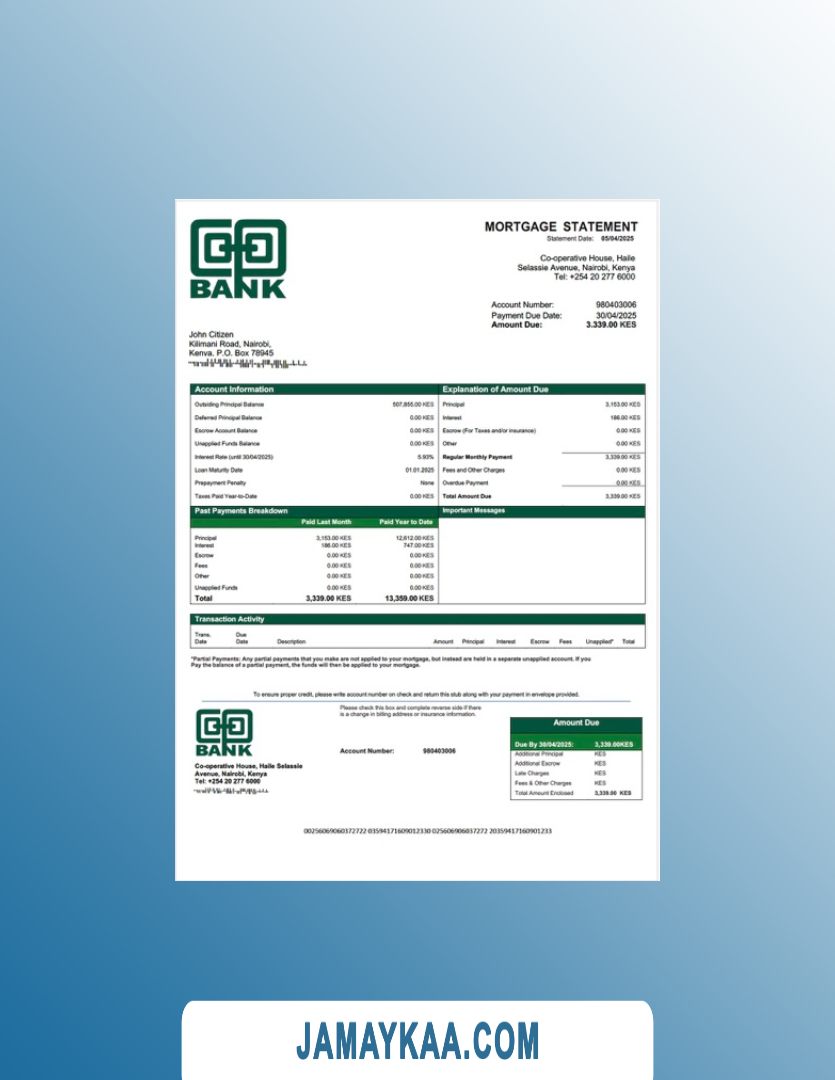 CO-OP
BANK
MORTGAGE STATEMENT
Statement Date: 05/04/2025
Co-operative House, Haile
Selassie Avenue, Nairobi, Kenya
Tel: +254 20 277 6000
Account Number: 980403006
Payment Due Date: 30/04/2025
Amount Due: 3.339.00 KES
John Citizen
Kilimani Road, Nairobi,
Kenya, P.O. Box 78945
Account Information
Outsiding Principal Balance 507,855.00 KES
Deferred Principal Balance 0.00 KES
Escrow Account Balance 0.00 KES
Unapplied Funds Balance 0.00 KES
Interest Rate (until 30/04/2025) 5.93%
Loan Maturity Date 01.01.2025
Prepayment Penalty None
Taxes Paid Year-to-Date 0.00 KES
Explanation of Amount Due
Principal 3,153.00 KES
Interest 186.00 KES
Escrow (For Taxes and/or insurance) 0.00 KES
Other 0.00 KES
Regular Monthly Payment 3,339.00 KES
Fees and Other Charges 0.00 KES
Overdue Payment 0.00 KES
Total Amount Due 3,339.00 KES
Past Payments Breakdown
Paid Last Month Paid Year to Date
Principal 3,153.00 KES 12,612.00 KES
Interest 186.00 KES 747.00 KES
Escrow 0.00 KES 0.00 KES
Fees 0.00 KES 0.00 KES
Other 0.00 KES 0.00 KES
Unapplied Funds 0.00 KES 0.00 KES
Total 3,339.00 KES 13,359.00 KES
Important Messages
Transaction Activity
Trans. Date Due Date Description Amount Principal Interest Escrow Fees Unapplied* Total
*Partial Payments: Any partial payments that you make are not applied to your mortgage, but instead are held in a separate unapplied account. If you
Pay the balance of a partial payment, the funds will then be applied to your mortgage.
To ensure proper credit, please write account number on check and return this stub along with your payment in envelope provided.
Please check this box and complete reverse side if there
is a change in billing address or insurance information.
BANK
Co-operative House, Haile Selassie
Avenue, Nairobi, Kenya
Tel: +254 20 277 6000
Account Number: 980403006
Amount Due
Due By 30/04/2025: 3,339.00KES
Additional Principal KES
Additional Escrow KES
Late Charges KES
Fees & Other Charges KES
Total Amount Enclosed 3,339.00 KES
00256069060372722 03594171609012330 025606906037272 20359417160901233
JAMAYKAA.COM